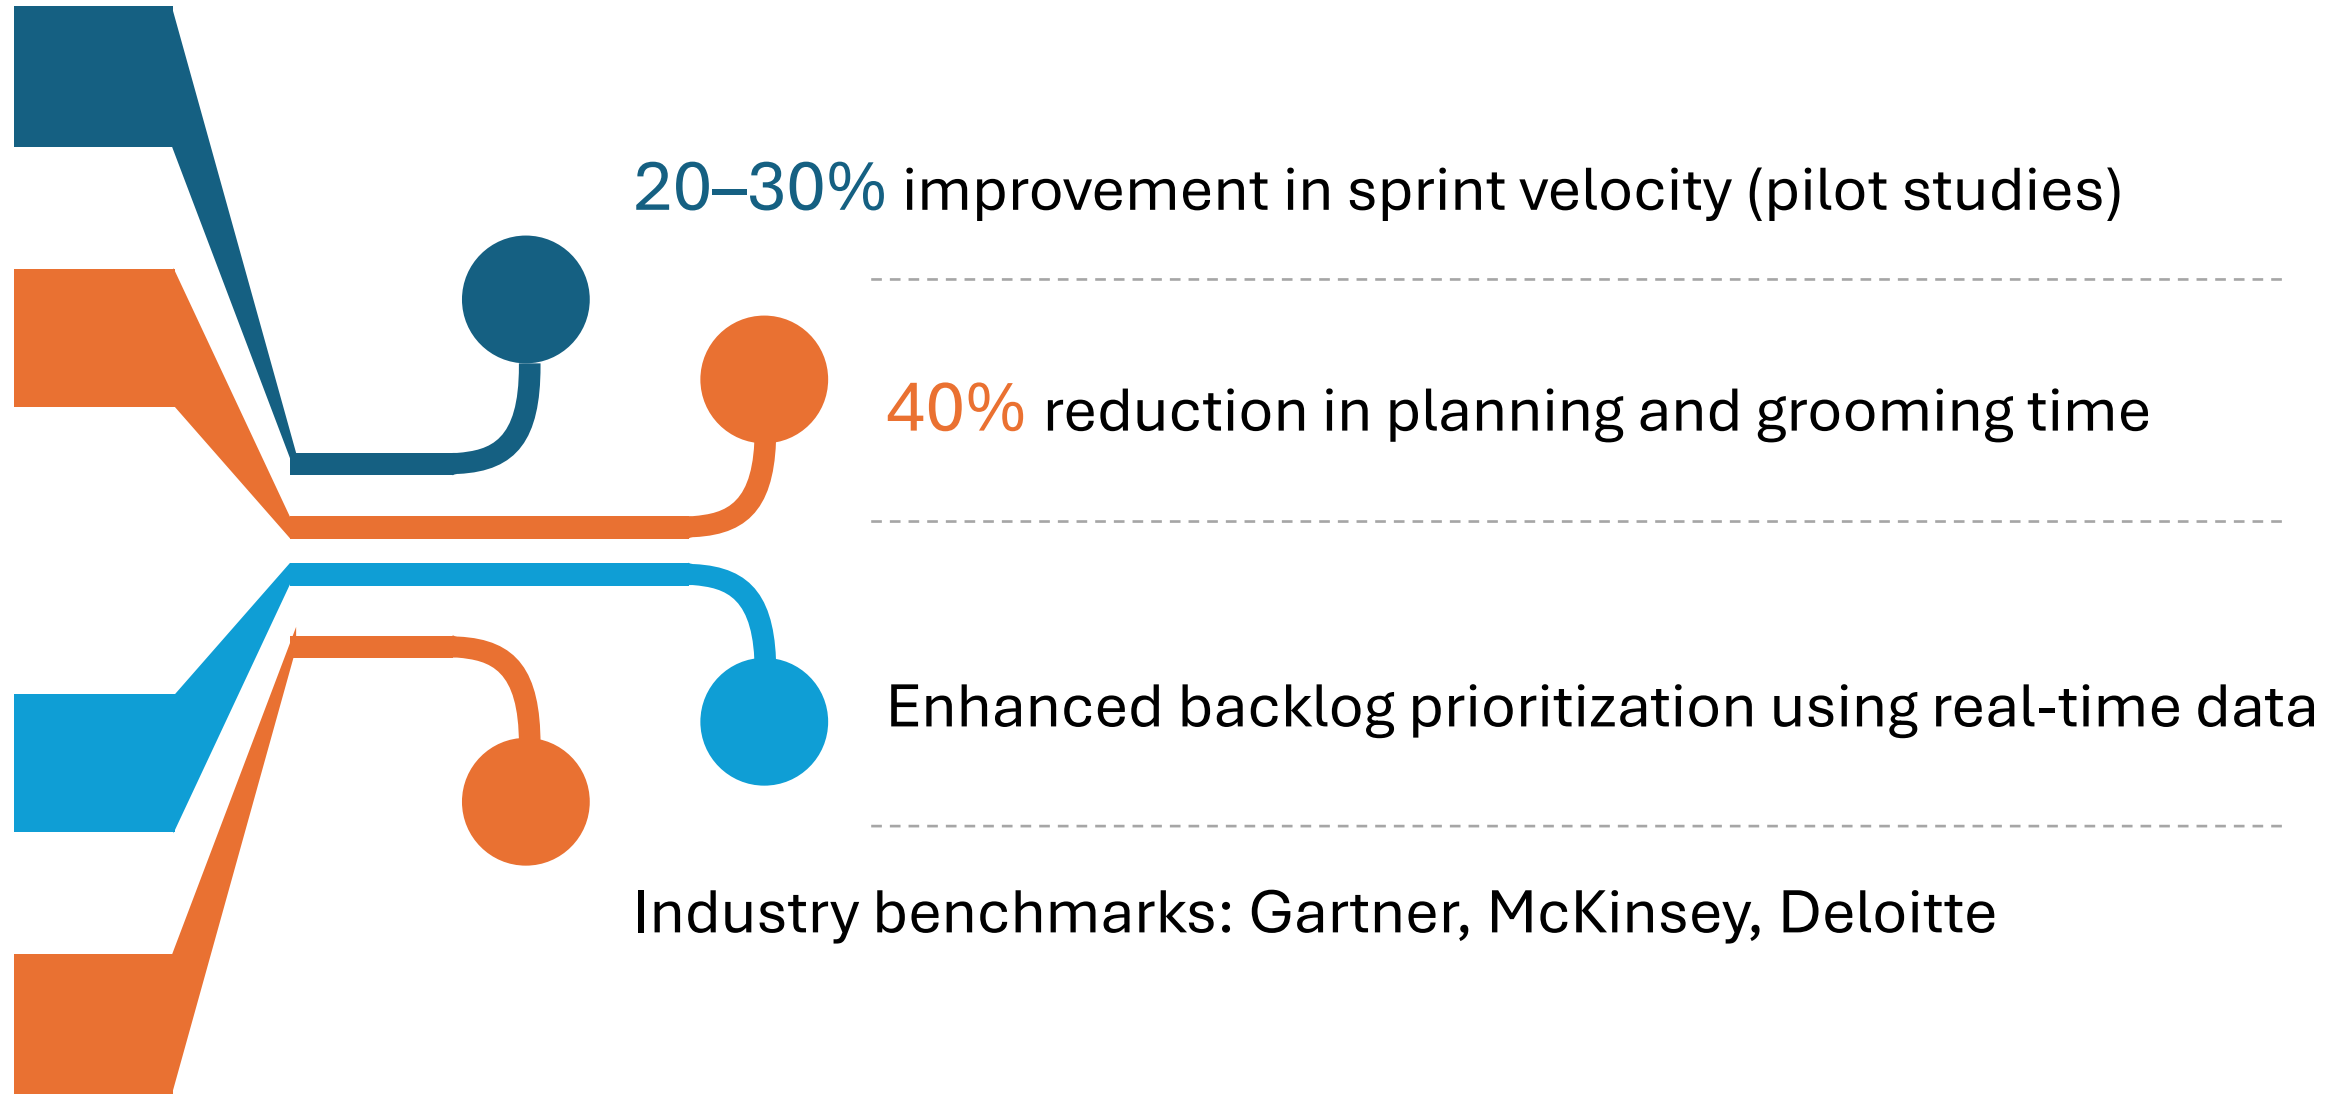 20–30% improvement in sprint velocity (pilot studies)
40% reduction in planning and grooming time
Enhanced backlog prioritization using real-time data
Industry benchmarks: Gartner, McKinsey, Deloitte